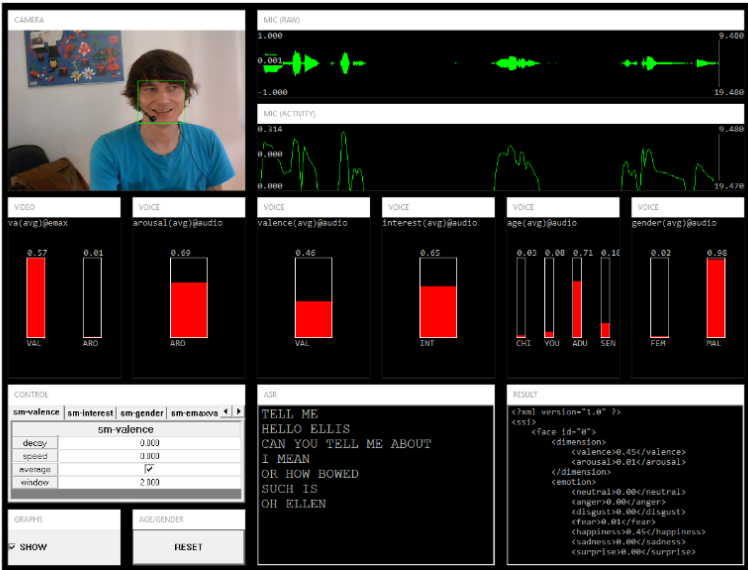 CAMERA
MIC (RAW)
1.000
9.480
0.001
-1.000
19.480
MIC (ACTIVITY)
0.314
9.480
0.000
0.000
19.470
VIDEO
VOICE
VOICE
VOICE
VOICE
VOICE
va(avg)@emax
arousal(avg)@audio
valence(avg)@audio
interest(avg)@audio
age(avg)@audio
gender(avg)@audio
0.57
0.01
0.69
0.46
0.65
0.03
0.08
0.71
0.18
0.02
0.98
VAL
ARO
ARO
VAL
INT
CHI
YOU
ADU
SEN
FEM
MAL
CONTROL
sm-valence
sm-interest
sm-gender
sm-emaxva
sm-valence
decay 0.000
speed 0.000
average
window 2.000
GRAPHS
SHOW
AGE/GENDER
RESET
ASR
TELL ME
HELLO ELLIS
CAN YOU TELL ME ABOUT
I MEAN
OR HOW BOWED
SUCH IS
OH ELLEN
RESULT
<?xml version="1.0" ?>
<ssi>
<face id="0">
<dimension>
<valence>0.45</valence>
<arousal>0.01</arousal>
</dimension>
<emotion>
<neutral>0.00</neutral>
<anger>0.00</anger>
<disgust>0.00</disgust>
<fear>0.01</fear>
<happiness>0.45</happiness>
<sadness>0.00</sadness>
<surprise>0.00</surprise>